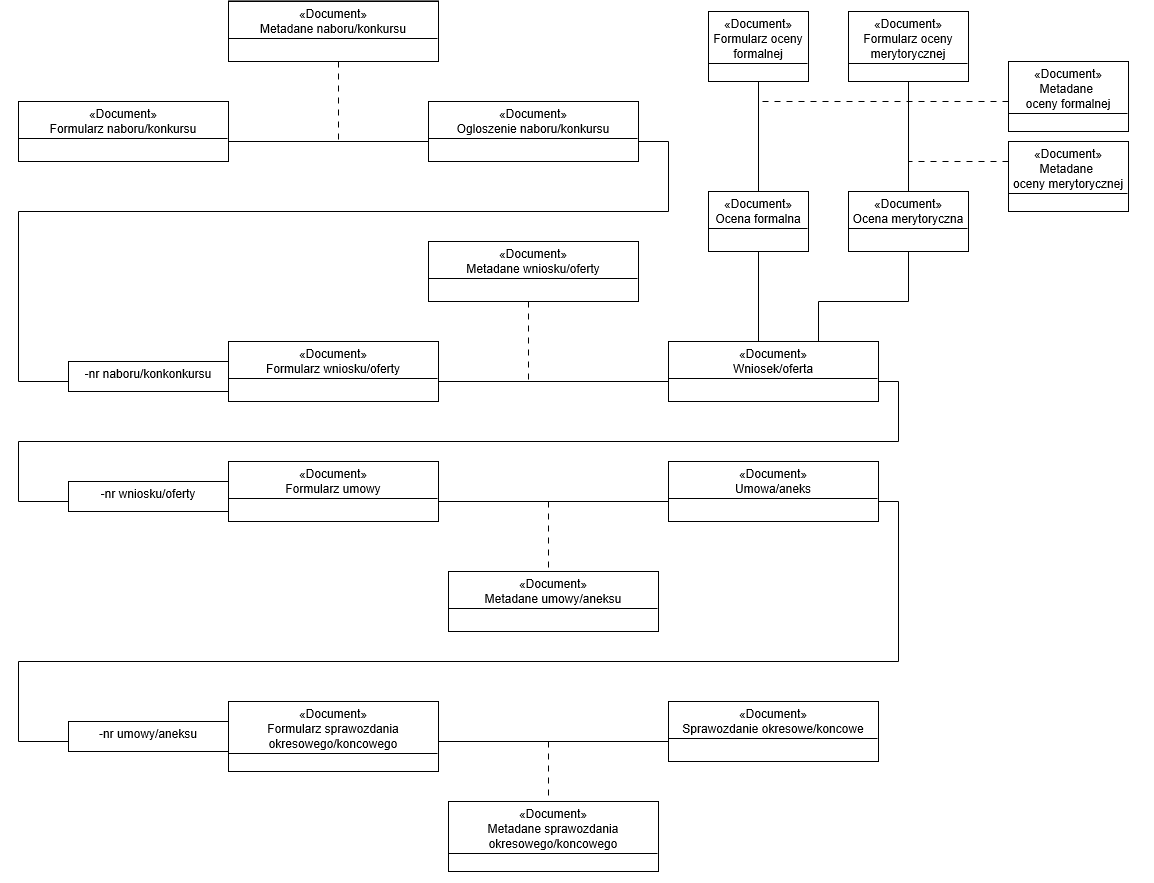 «Document»
Metadane naboru/konkursu
«Document»
Formularz oceny
formalnej
«Document»
Formularz oceny
merytorycznej
«Document»
Metadane
oceny formalnej
«Document»
Formularz naboru/konkursu
«Document»
Ogloszenie naboru/konkursu
«Document»
Metadane
oceny merytorycznej
«Document»
Ocena formalna
«Document»
Ocena merytoryczna
«Document»
Metadane wniosku/oferty
-nr naboru/konkonkursu
«Document»
Formularz wniosku/oferty
«Document»
Wniosek/oferta
-nr wniosku/oferty
«Document»
Formularz umowy
«Document»
Umowa/aneks
«Document»
Metadane umowy/aneksu
-nr umowy/aneksu
«Document»
Formularz sprawozdania
okresowego/koncowego
«Document»
Sprawozdanie okresowe/koncowe
«Document»
Metadane sprawozdania
okresowego/koncowego